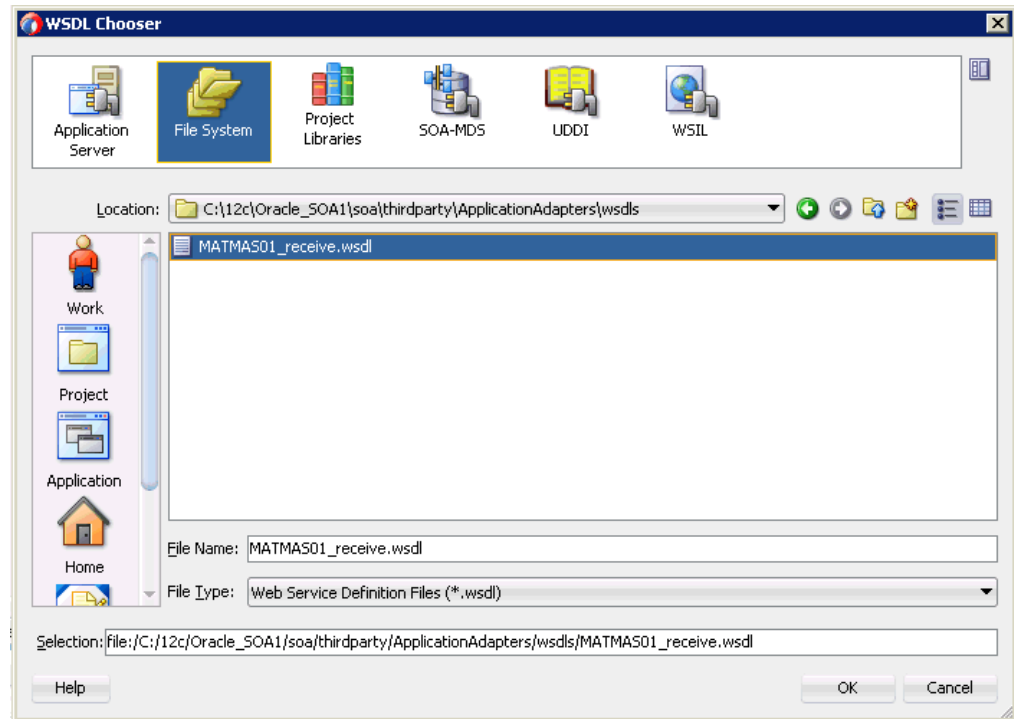 WSDL Chooser
Application
Server
File System
Project
Libraries
SOA-MDS
UDDI
WSIL
Location: C:\12c\Oracle_SOA1\soa\thirdparty\ApplicationAdapters\wsdls
MATMAS01_receive.wsdl
Work
Project
Application
Home
File Name: MATMAS01_receive.wsdl
File Type: Web Service Definition Files (*.wsdl)
Selection: file:/C:/12c/Oracle_SOA1/soa/thirdparty/ApplicationAdapters/wsdls/MATMAS01_receive.wsdl
Help
OK
Cancel